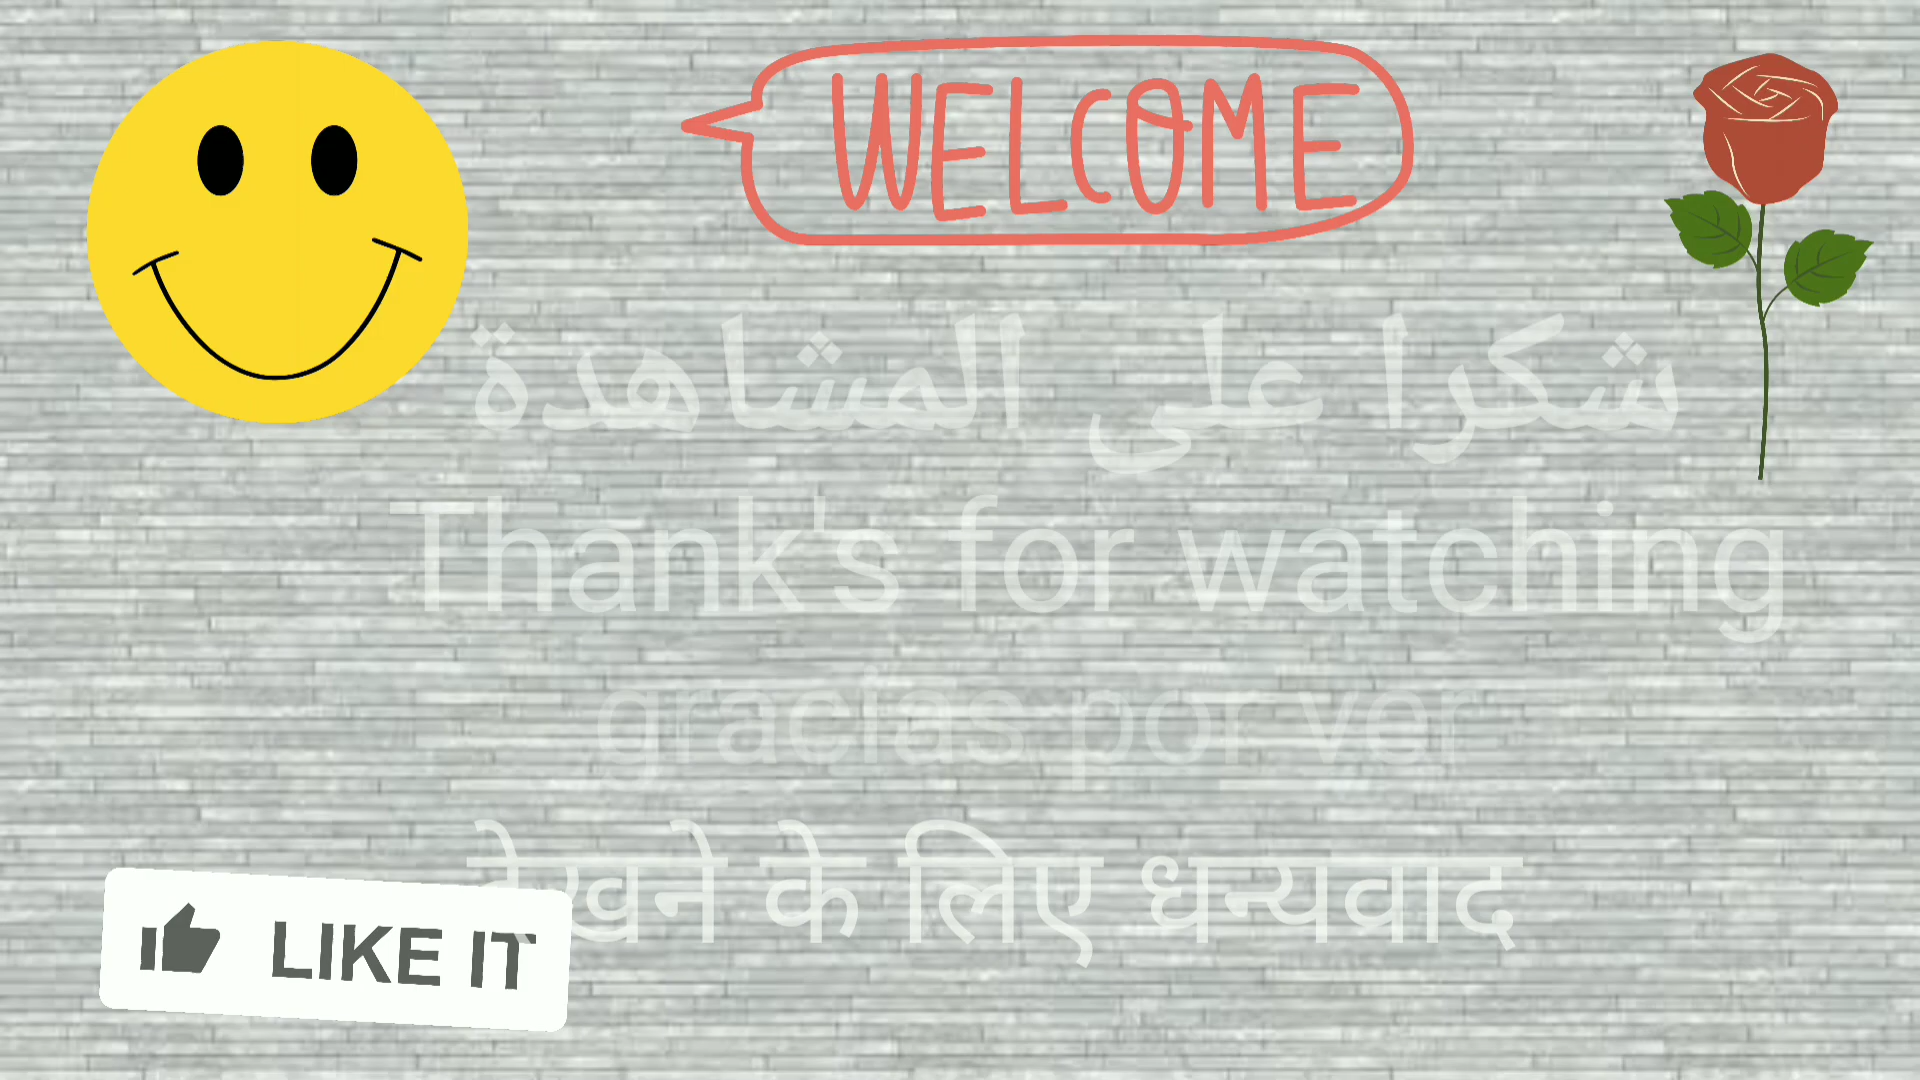 WELCOME
شكرا على المشاهدة
Thank's for watching
gracias por ver
देखने के लिए धन्यवाद
LIKE IT